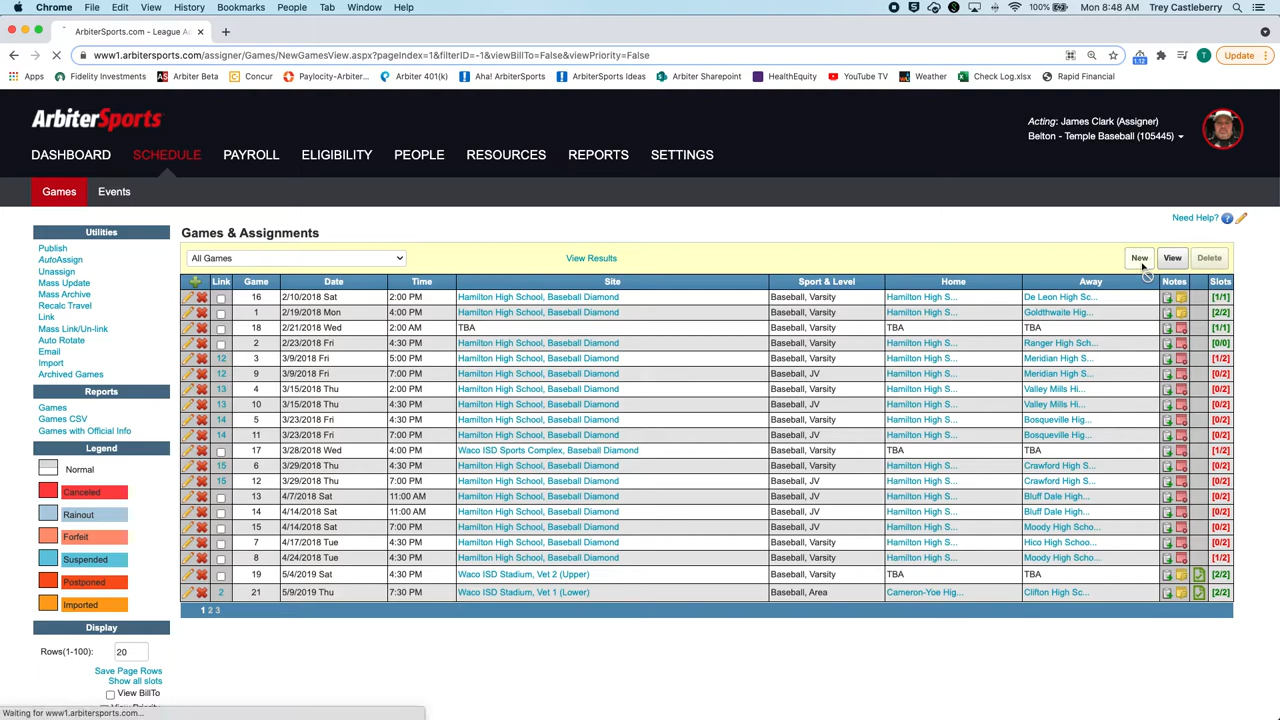 Chrome File Edit View History Bookmarks People Tab Window Help 100% Mon 8:48 AM Trey Castleberry
ArbiterSports.com - League Ad
www1.arbitersports.com/assigner/Games/NewGamesView.aspx?pageIndex=1&filterID=-1&viewBillTo=False&viewPriority=False 1.12 T Update
Apps Fidelity Investments Arbiter Beta Concur Paylocity-Arbiter... Arbiter 401(k) Aha! ArbiterSports ArbiterSports Ideas Arbiter Sharepoint HealthEquity YouTube TV Weather Check Log.xlsx Rapid Financial
ArbiterSports
Acting: James Clark (Assigner)
Belton - Temple Baseball (105445)
DASHBOARD SCHEDULE PAYROLL ELIGIBILITY PEOPLE RESOURCES REPORTS SETTINGS
Games Events
Need Help? ?
Utilities
Publish
AutoAssign
Unassign
Mass Update
Mass Archive
Recalc Travel
Link
Mass Link/Un-link
Auto Rotate
Email
Import
Archived Games
Reports
Games
Games CSV
Games with Official Info
Legend
Normal
Canceled
Rainout
Forfeit
Suspended
Postponed
Imported
Display
Rows(1-100): 20
Save Page Rows
Show all slots
View BillTo
View Priority
Games & Assignments
All Games View Results New View Delete
Link Game Date Time Site Sport & Level Home Away Notes Slots
16 2/10/2018 Sat 2:00 PM Hamilton High School, Baseball Diamond Baseball, Varsity Hamilton High S... De Leon High Sc... [1/1]
1 2/19/2018 Mon 4:00 PM Hamilton High School, Baseball Diamond Baseball, Varsity Hamilton High S... Goldthwaite Hig... [2/2]
18 2/21/2018 Wed 2:00 AM TBA Baseball, Varsity TBA TBA [1/1]
2 2/23/2018 Fri 4:30 PM Hamilton High School, Baseball Diamond Baseball, Varsity Hamilton High S... Ranger High Sch... [0/0]
12 3 3/9/2018 Fri 5:00 PM Hamilton High School, Baseball Diamond Baseball, Varsity Hamilton High S... Meridian High S... [1/2]
12 9 3/9/2018 Fri 7:00 PM Hamilton High School, Baseball Diamond Baseball, JV Hamilton High S... Meridian High S... [0/2]
13 4 3/15/2018 Thu 2:00 PM Hamilton High School, Baseball Diamond Baseball, Varsity Hamilton High S... Valley Mills Hi... [0/2]
13 10 3/15/2018 Thu 4:30 PM Hamilton High School, Baseball Diamond Baseball, JV Hamilton High S... Valley Mills Hi... [0/2]
14 5 3/23/2018 Fri 4:30 PM Hamilton High School, Baseball Diamond Baseball, Varsity Hamilton High S... Bosqueville Hig... [0/2]
14 11 3/23/2018 Fri 7:00 PM Hamilton High School, Baseball Diamond Baseball, JV Hamilton High S... Bosqueville Hig... [0/2]
17 3/28/2018 Wed 4:00 PM Waco ISD Sports Complex, Baseball Diamond Baseball, Varsity TBA TBA [1/2]
15 6 3/29/2018 Thu 4:30 PM Hamilton High School, Baseball Diamond Baseball, Varsity Hamilton High S... Crawford High S... [0/2]
15 12 3/29/2018 Thu 7:00 PM Hamilton High School, Baseball Diamond Baseball, JV Hamilton High S... Crawford High S... [0/2]
13 4/7/2018 Sat 11:00 AM Hamilton High School, Baseball Diamond Baseball, JV Hamilton High S... Bluff Dale High... [0/2]
14 4/14/2018 Sat 11:00 AM Hamilton High School, Baseball Diamond Baseball, JV Hamilton High S... Bluff Dale High... [0/2]
15 4/14/2018 Sat 7:00 PM Hamilton High School, Baseball Diamond Baseball, JV Hamilton High S... Moody High Scho... [0/2]
7 4/17/2018 Tue 4:30 PM Hamilton High School, Baseball Diamond Baseball, Varsity Hamilton High S... Hico High Schoo... [0/2]
8 4/24/2018 Tue 4:30 PM Hamilton High School, Baseball Diamond Baseball, Varsity Hamilton High S... Moody High Scho... [1/2]
19 5/4/2019 Sat 4:30 PM Waco ISD Stadium, Vet 2 (Upper) Baseball, Varsity TBA TBA [2/2]
2 21 5/9/2019 Thu 7:30 PM Waco ISD Stadium, Vet 1 (Lower) Baseball, Area Cameron-Yoe Hig... Clifton High Sc... [2/2]
1 2 3
Waiting for www1.arbitersports.com...